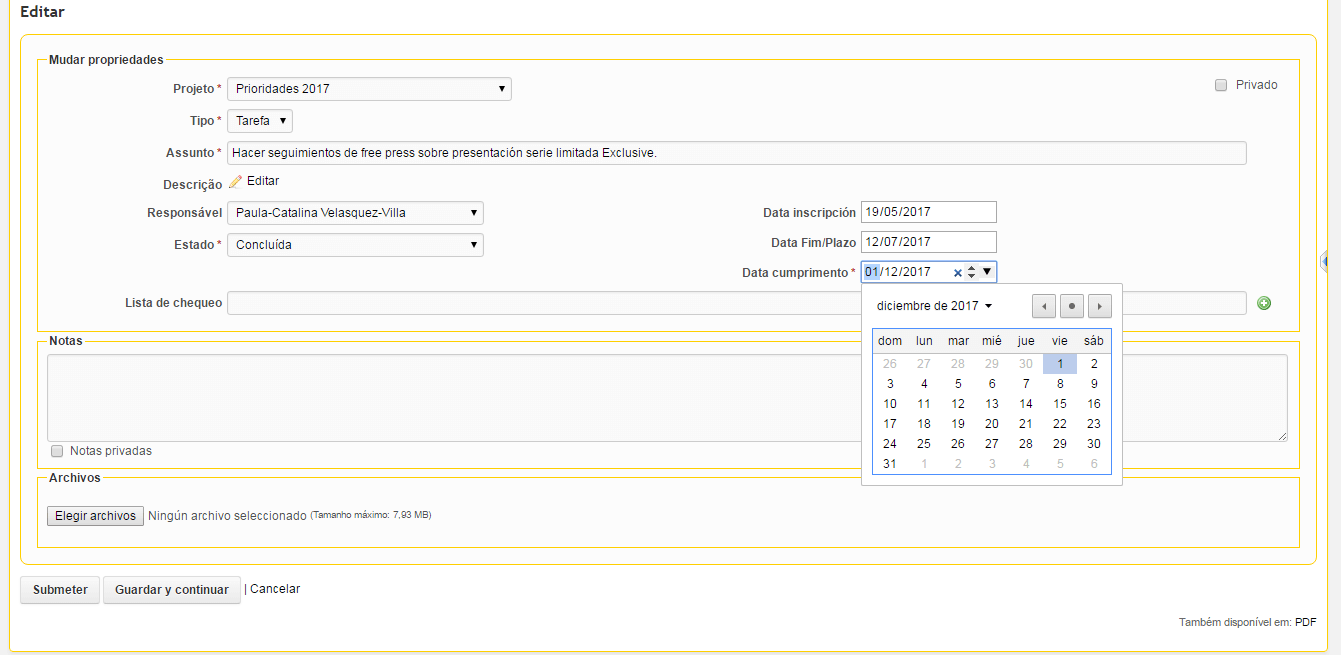 Editar
Mudar propriedades
Projeto * Prioridades 2017 Privado
Tipo * Tarefa
Assunto * Hacer seguimientos de free press sobre presentación serie limitada Exclusive.
Descrição Editar
Responsável Paula-Catalina Velasquez-Villa Data inscripción 19/05/2017
Estado * Concluída Data Fim/Plazo 12/07/2017
Data cumprimento * 01/12/2017
Lista de chequeo
diciembre de 2017
dom lun mar mié jue vie sáb
26 27 28 29 30 1 2
3 4 5 6 7 8 9
10 11 12 13 14 15 16
17 18 19 20 21 22 23
24 25 26 27 28 29 30
31 1 2 3 4 5 6
Notas
Notas privadas
Archivos
Elegir archivos Ningún archivo seleccionado (Tamanho máximo: 7,93 MB)
Submeter Guardar y continuar | Cancelar
Também disponível em: PDF